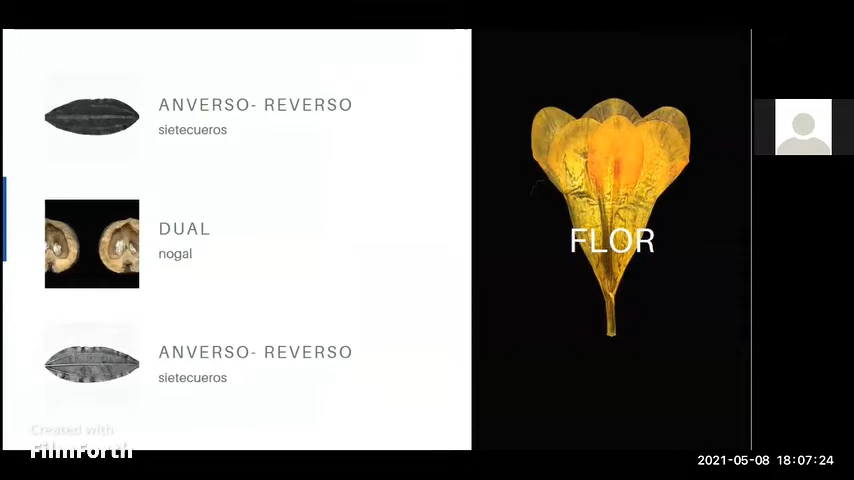 ANVERSO- REVERSO
sietecueros
DUAL
nogal
ANVERSO- REVERSO
sietecueros
FLOR
Created with
FilmForth
2021-05-08 18:07:24